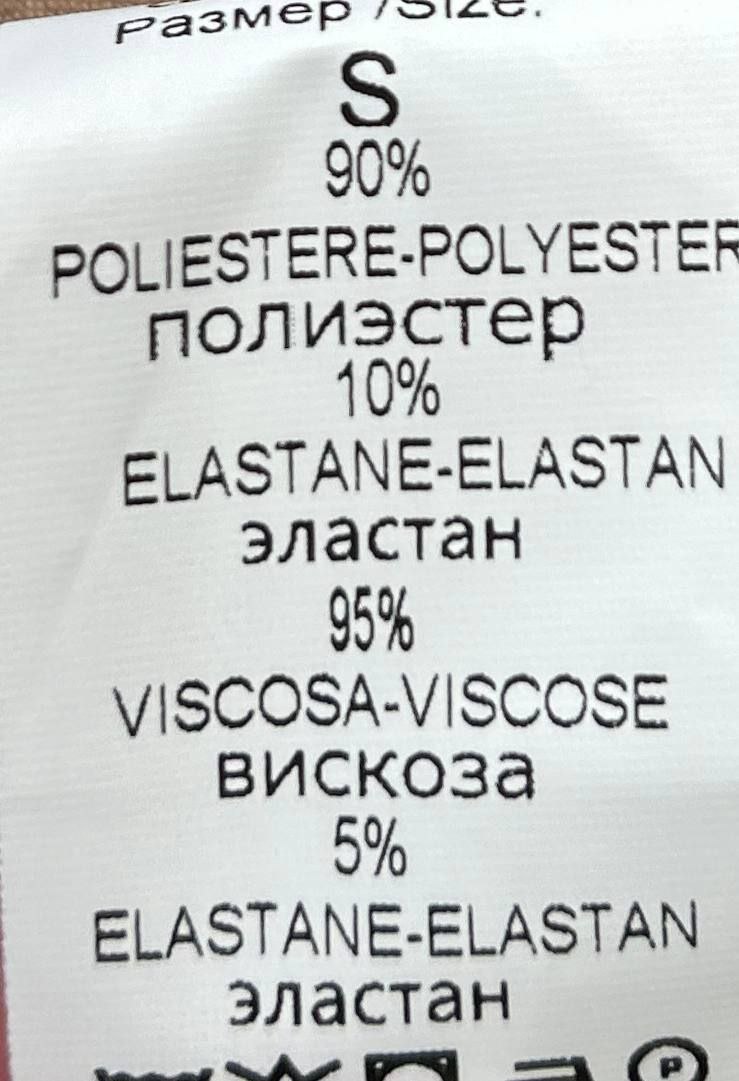 Размер /Size:
S
90%
POLIESTERE-POLYESTER
полиэстер
10%
ELASTANE-ELASTAN
эластан
95%
VISCOSA-VISCOSE
вискоза
5%
ELASTANE-ELASTAN
эластан
P